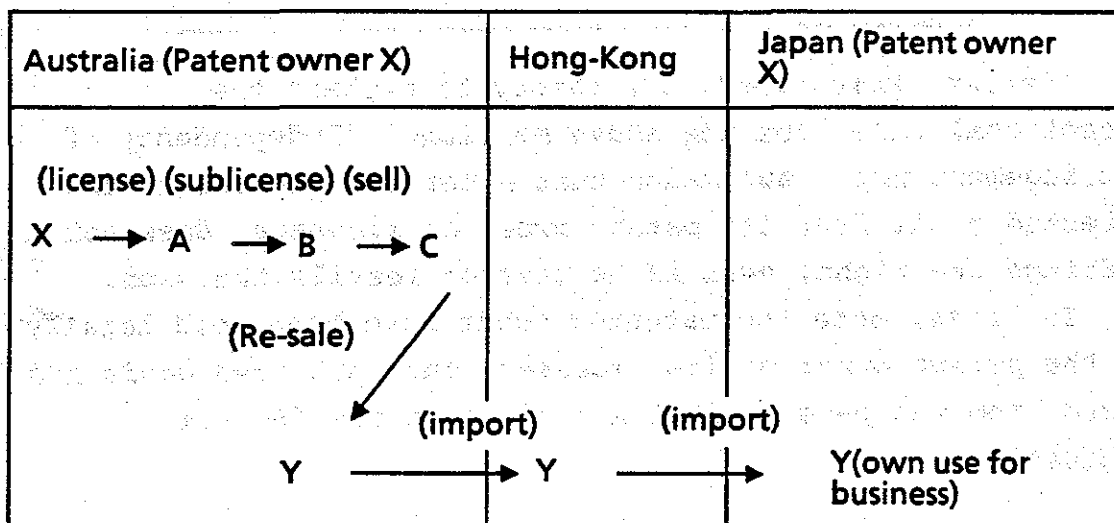 Australia (Patent owner X)
Hong-Kong
Japan (Patent owner
X)
(license) (sublicense) (sell)
X A B C
(Re-sale)
(import) (import)
Y Y Y(own use for
business)